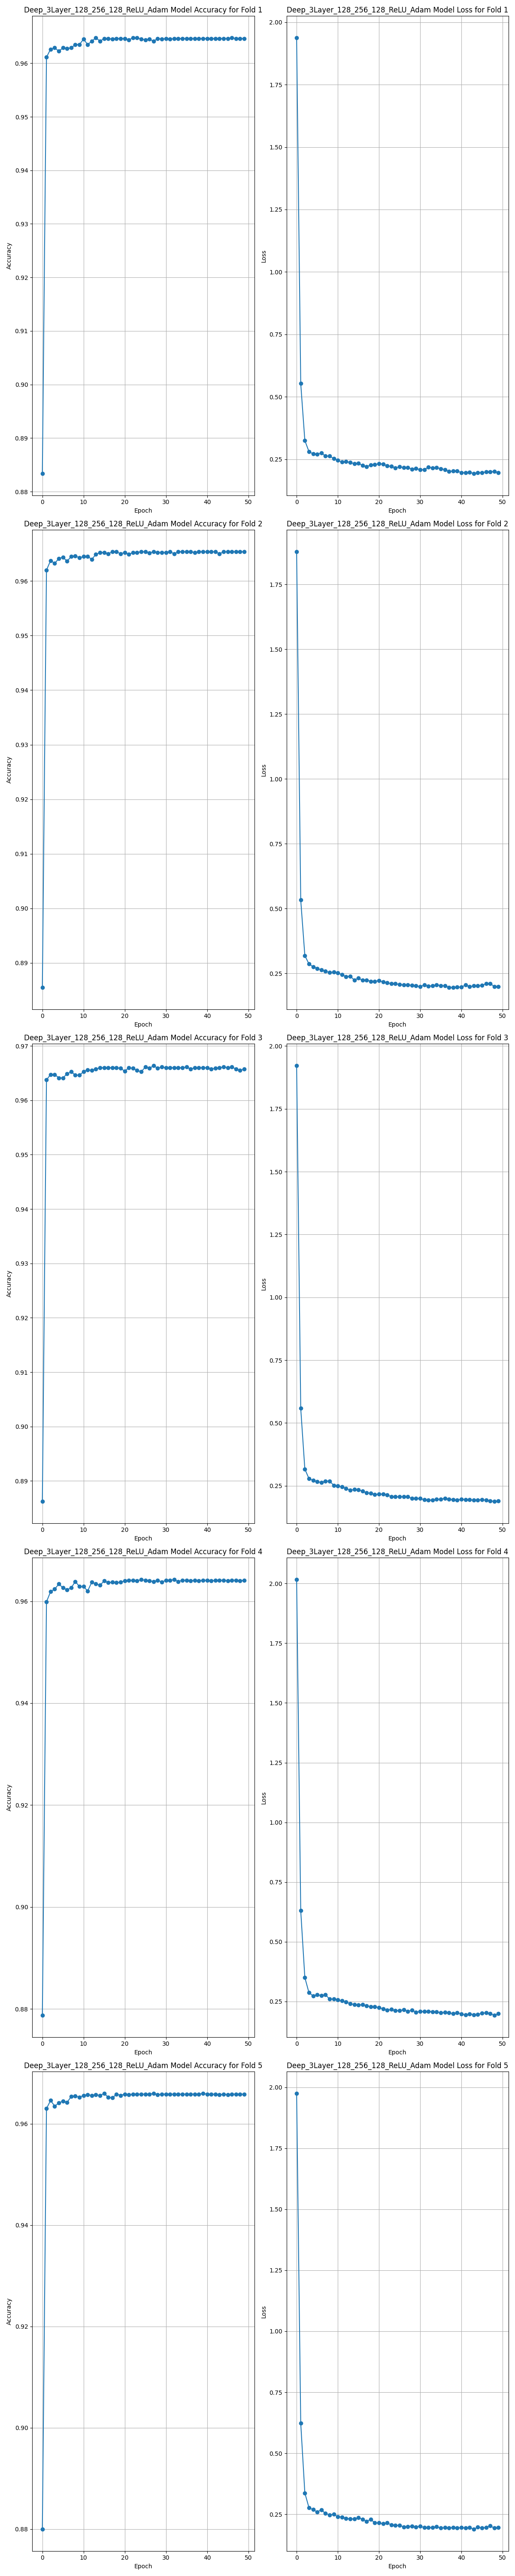 Deep_3Layer_128_256_128_ReLU_Adam Model Accuracy for Fold 1
0.96
0.95
0.94
0.93
0.92
0.91
0.90
0.89
0.88
Accuracy
0 10 20 30 40 50
Epoch
Deep_3Layer_128_256_128_ReLU_Adam Model Loss for Fold 1
2.00
1.75
1.50
1.25
1.00
0.75
0.50
0.25
Loss
0 10 20 30 40 50
Epoch
Deep_3Layer_128_256_128_ReLU_Adam Model Accuracy for Fold 2
0.96
0.95
0.94
0.93
0.92
0.91
0.90
0.89
Accuracy
0 10 20 30 40 50
Epoch
Deep_3Layer_128_256_128_ReLU_Adam Model Loss for Fold 2
1.75
1.50
1.25
1.00
0.75
0.50
0.25
Loss
0 10 20 30 40 50
Epoch
Deep_3Layer_128_256_128_ReLU_Adam Model Accuracy for Fold 3
0.97
0.96
0.95
0.94
0.93
0.92
0.91
0.90
0.89
Accuracy
0 10 20 30 40 50
Epoch
Deep_3Layer_128_256_128_ReLU_Adam Model Loss for Fold 3
2.00
1.75
1.50
1.25
1.00
0.75
0.50
0.25
Loss
0 10 20 30 40 50
Epoch
Deep_3Layer_128_256_128_ReLU_Adam Model Accuracy for Fold 4
0.96
0.94
0.92
0.90
0.88
Accuracy
0 10 20 30 40 50
Epoch
Deep_3Layer_128_256_128_ReLU_Adam Model Loss for Fold 4
2.00
1.75
1.50
1.25
1.00
0.75
0.50
0.25
Loss
0 10 20 30 40 50
Epoch
Deep_3Layer_128_256_128_ReLU_Adam Model Accuracy for Fold 5
0.96
0.94
0.92
0.90
0.88
Accuracy
0 10 20 30 40 50
Epoch
Deep_3Layer_128_256_128_ReLU_Adam Model Loss for Fold 5
2.00
1.75
1.50
1.25
1.00
0.75
0.50
0.25
Loss
0 10 20 30 40 50
Epoch